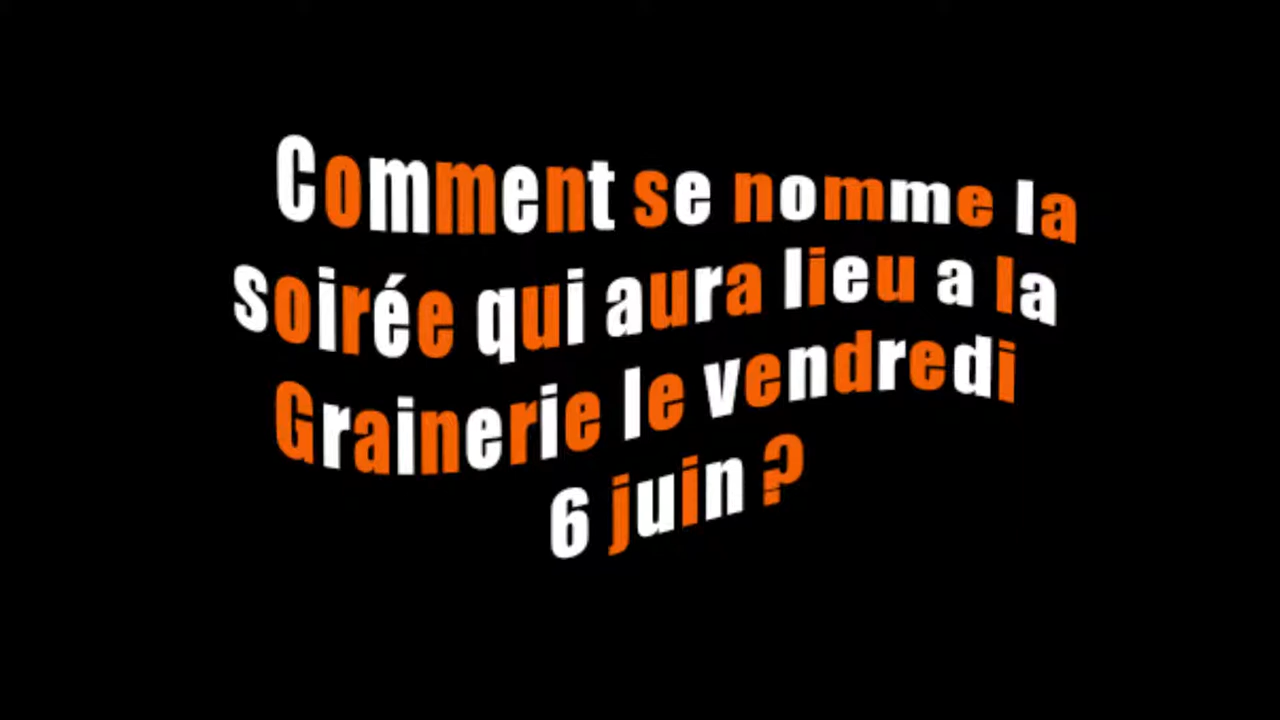 Comment se nomme la
soirée qui aura lieu a la
Grainerie le vendredi
6 juin ?